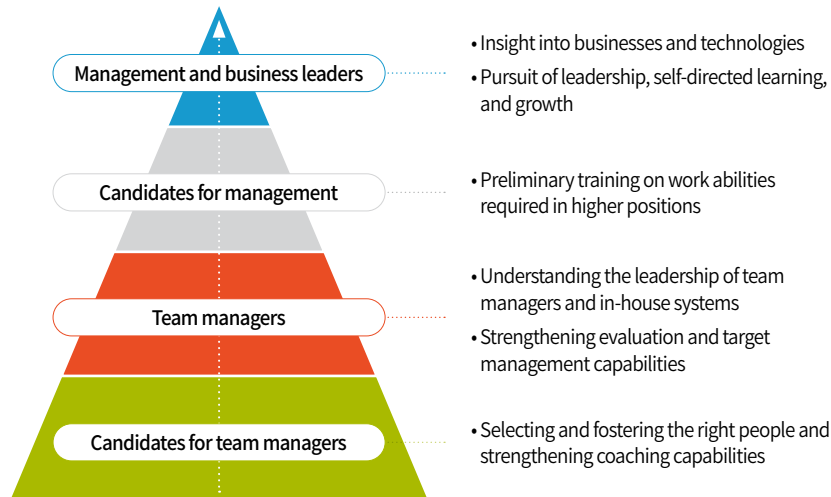 Management and business leaders
• Insight into businesses and technologies
• Pursuit of leadership, self-directed learning,
and growth
Candidates for management
• Preliminary training on work abilities
required in higher positions
Team managers
• Understanding the leadership of team
managers and in-house systems
• Strengthening evaluation and target
management capabilities
Candidates for team managers
• Selecting and fostering the right people and
strengthening coaching capabilities